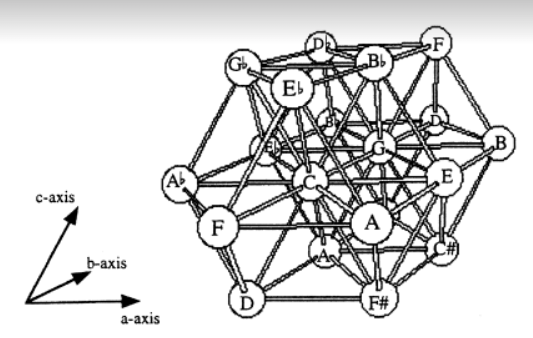 D♭ F
G♭ B♭
E♭
B D
E♭ G B
A♭ C E
c-axis
F A
b-axis
A C#
D F#
a-axis